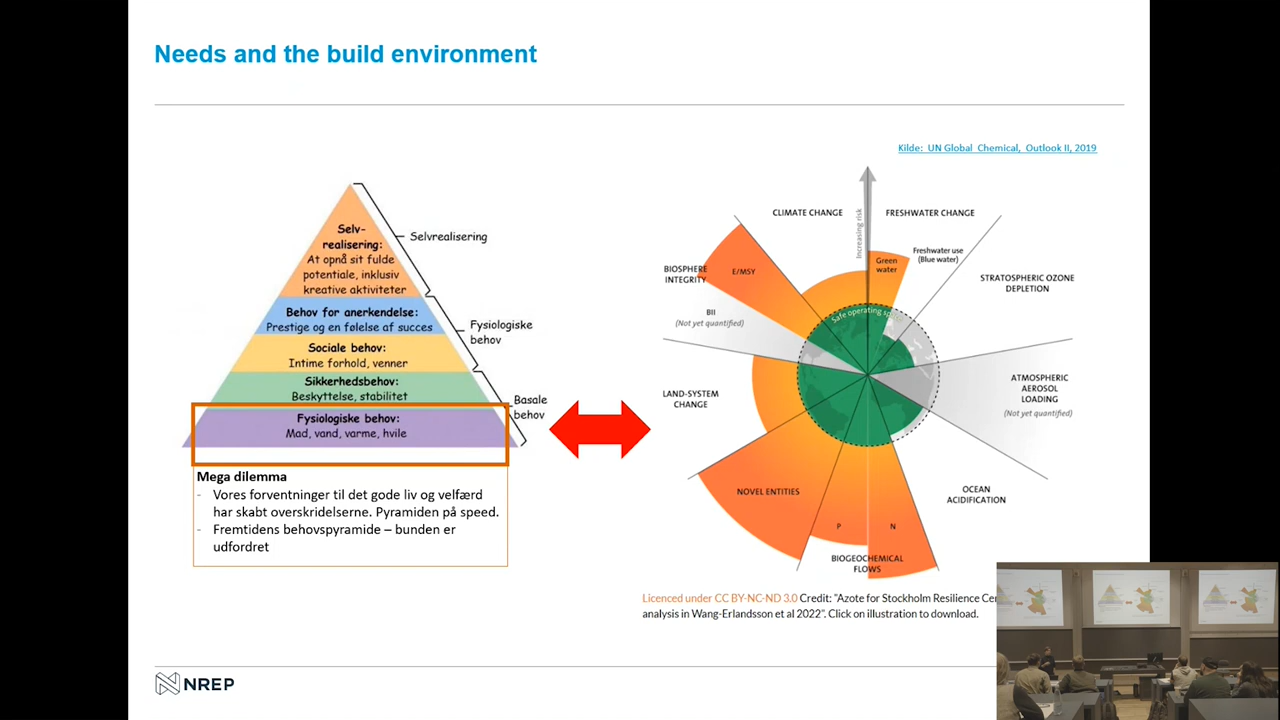 Needs and the build environment
Kilde: UN Global Chemical, Outlook II, 2019
Selv-
realisering:
At opnå sit fulde
potentiale, inklusiv
kreative aktiviteter
Behov for anerkendelse:
Prestige og en følelse af succes
Sociale behov:
Intime forhold, venner
Sikkerhedsbehov:
Beskyttelse, stabilitet
Fysiologiske behov:
Mad, vand, varme, hvile
Selvrealisering
Fysiologiske
behov
Basale
behov
Mega dilemma
- Vores forventninger til det gode liv og velfærd
har skabt overskridelserne. Pyramiden på speed.
- Fremtidens behovspyramide – bunden er
udfordret
CLIMATE CHANGE
FRESHWATER CHANGE
Increasing risk
Green
water
Freshwater use
(Blue water)
BIOSPHERE
INTEGRITY
E/MSY
BII
(Not yet quantified)
STRATOSPHERIC OZONE
DEPLETION
Safe operating sp
ATMOSPHERIC
AEROSOL
LOADING
(Not yet quantified)
LAND-SYSTEM
CHANGE
NOVEL ENTITIES
OCEAN
ACIDIFICATION
P
N
BIOGEOCHEMICAL
FLOWS
Licenced under CC BY-NC-ND 3.0 Credit: "Azote for Stockholm Resilience Ce
analysis in Wang-Erlandsson et al 2022". Click on illustration to download.
NREP